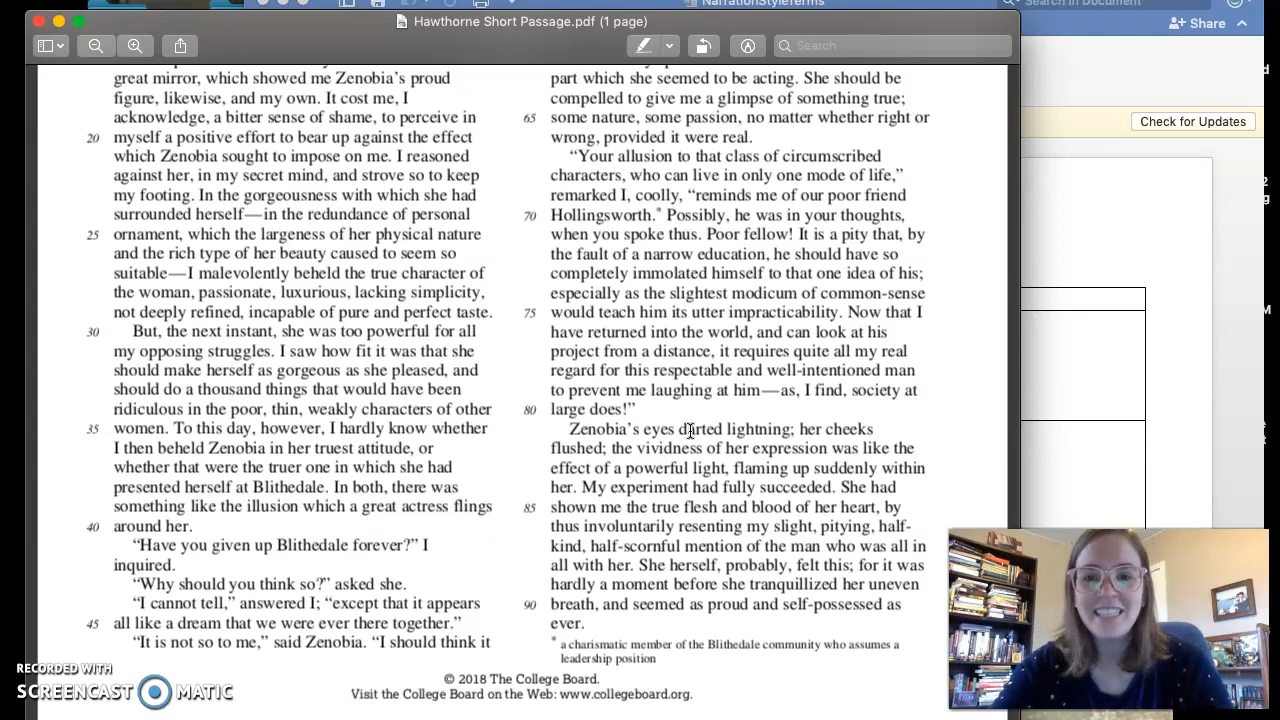 NarrationStyleTerms
Search in Document
Hawthorne Short Passage.pdf (1 page)
Share
Search
Check for Updates
great mirror, which showed me Zenobia’s proud
figure, likewise, and my own. It cost me, I
acknowledge, a bitter sense of shame, to perceive in
20 myself a positive effort to bear up against the effect
which Zenobia sought to impose on me. I reasoned
against her, in my secret mind, and strove so to keep
my footing. In the gorgeousness with which she had
surrounded herself—in the redundance of personal
25 ornament, which the largeness of her physical nature
and the rich type of her beauty caused to seem so
suitable—I malevolently beheld the true character of
the woman, passionate, luxurious, lacking simplicity,
not deeply refined, incapable of pure and perfect taste.
30 But, the next instant, she was too powerful for all
my opposing struggles. I saw how fit it was that she
should make herself as gorgeous as she pleased, and
should do a thousand things that would have been
ridiculous in the poor, thin, weakly characters of other
35 women. To this day, however, I hardly know whether
I then beheld Zenobia in her truest attitude, or
whether that were the truer one in which she had
presented herself at Blithedale. In both, there was
something like the illusion which a great actress flings
40 around her.
“Have you given up Blithedale forever?” I
inquired.
“Why should you think so?” asked she.
“I cannot tell,” answered I; “except that it appears
45 all like a dream that we were ever there together.”
“It is not so to me,” said Zenobia. “I should think it
part which she seemed to be acting. She should be
compelled to give me a glimpse of something true;
65 some nature, some passion, no matter whether right or
wrong, provided it were real.
“Your allusion to that class of circumscribed
characters, who can live in only one mode of life,”
remarked I, coolly, “reminds me of our poor friend
70 Hollingsworth.* Possibly, he was in your thoughts,
when you spoke thus. Poor fellow! It is a pity that, by
the fault of a narrow education, he should have so
completely immolated himself to that one idea of his;
especially as the slightest modicum of common-sense
75 would teach him its utter impracticability. Now that I
have returned into the world, and can look at his
project from a distance, it requires quite all my real
regard for this respectable and well-intentioned man
to prevent me laughing at him—as, I find, society at
80 large does!”
Zenobia’s eyes darted lightning; her cheeks
flushed; the vividness of her expression was like the
effect of a powerful light, flaming up suddenly within
her. My experiment had fully succeeded. She had
85 shown me the true flesh and blood of her heart, by
thus involuntarily resenting my slight, pitying, half-
kind, half-scornful mention of the man who was all in
all with her. She herself, probably, felt this; for it was
hardly a moment before she tranquillized her uneven
90 breath, and seemed as proud and self-possessed as
ever.
* a charismatic member of the Blithedale community who assumes a
leadership position
© 2018 The College Board.
Visit the College Board on the Web: www.collegeboard.org.
RECORDED WITH
SCREENCAST MATIC